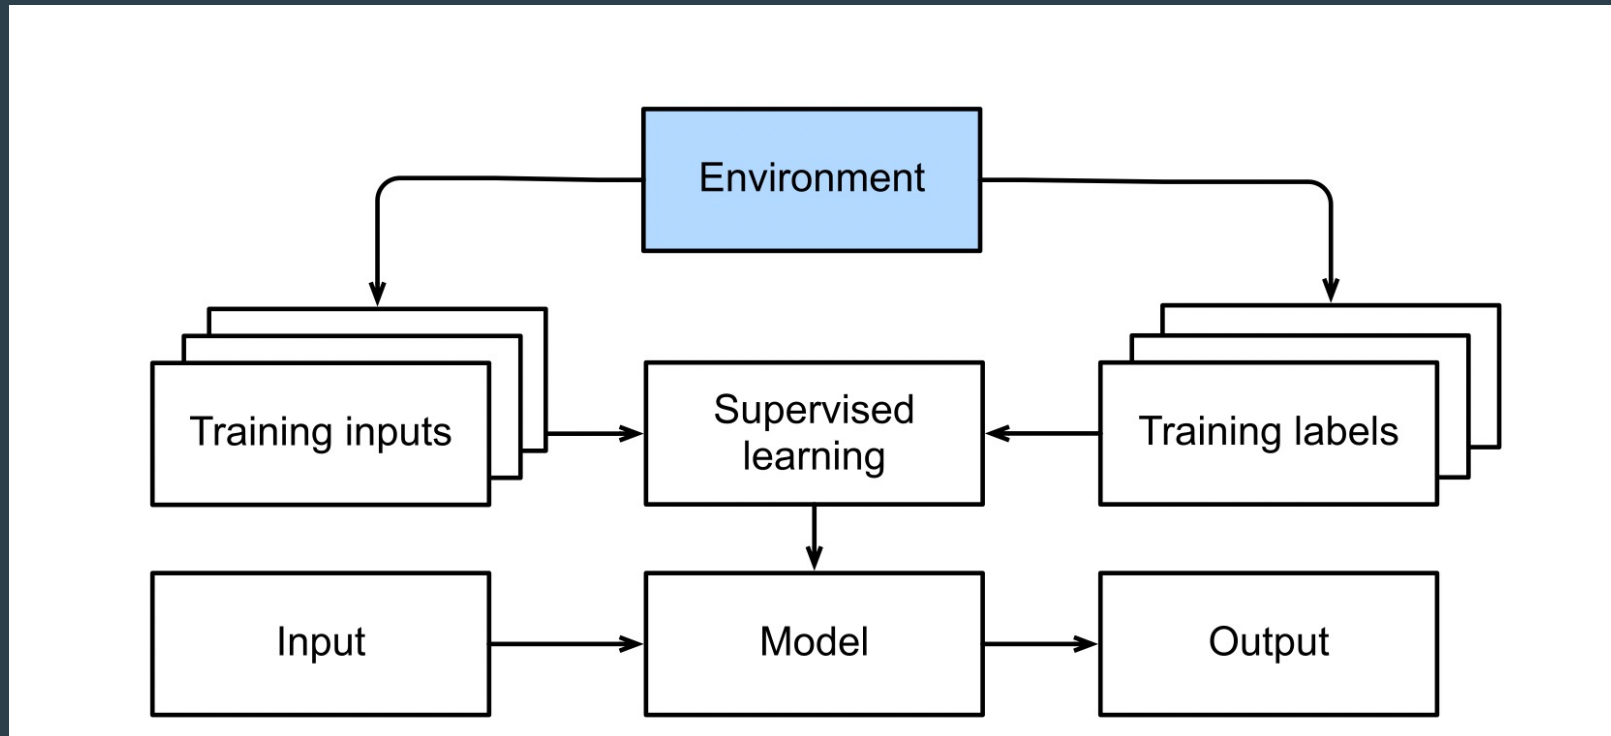 Environment
Training inputs
Supervised
learning
Training labels
Input
Model
Output